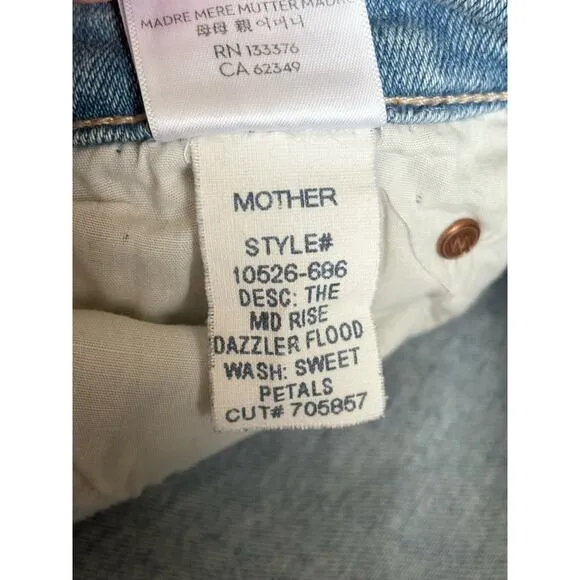 MADRE MERE MUTTER MADRE
母母 親 어머니
RN 133376
CA 62349
MOTHER
STYLE#
10526-686
DESC: THE
MID RISE
DAZZLER FLOOD
WASH: SWEET
PETALS
CUT# 705857
M